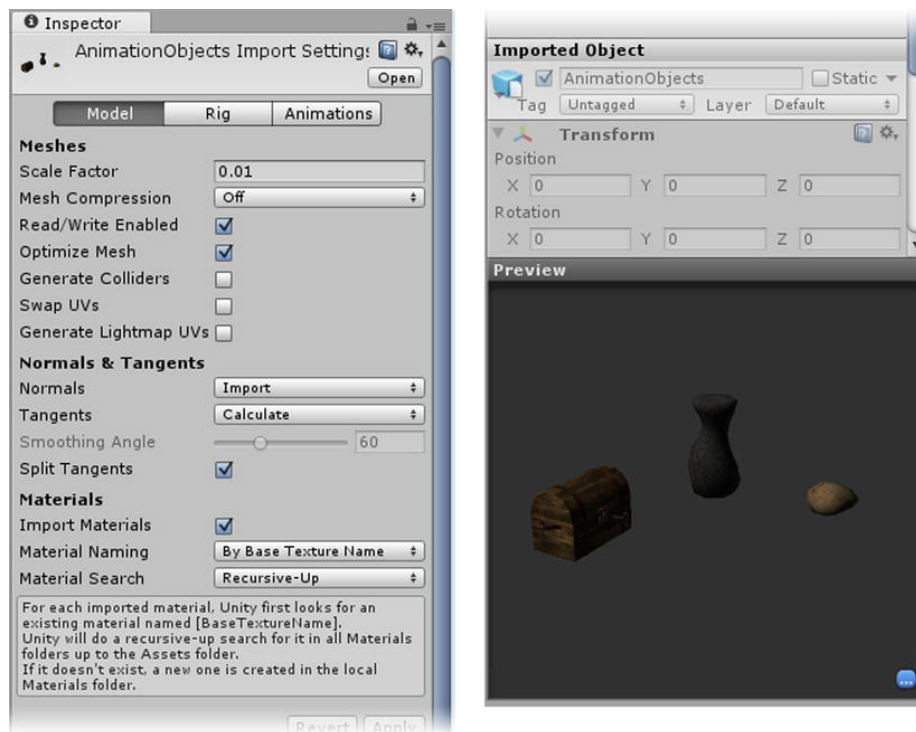 Inspector
AnimationObjects Import Settings
Open
Model Rig Animations
Meshes
Scale Factor 0.01
Mesh Compression Off
Read/Write Enabled
Optimize Mesh
Generate Colliders
Swap UVs
Generate Lightmap UVs
Normals & Tangents
Normals Import
Tangents Calculate
Smoothing Angle 60
Split Tangents
Materials
Import Materials
Material Naming By Base Texture Name
Material Search Recursive-Up
For each imported material, Unity first looks for an
existing material named [BaseTextureName].
Unity will do a recursive-up search for it in all Materials
folders up to the Assets folder.
If it doesn't exist, a new one is created in the local
Materials folder.
Revert Apply
Imported Object
AnimationObjects Static
Tag Untagged Layer Default
Transform
Position
X 0 Y 0 Z 0
Rotation
X 0 Y 0 Z 0
Preview